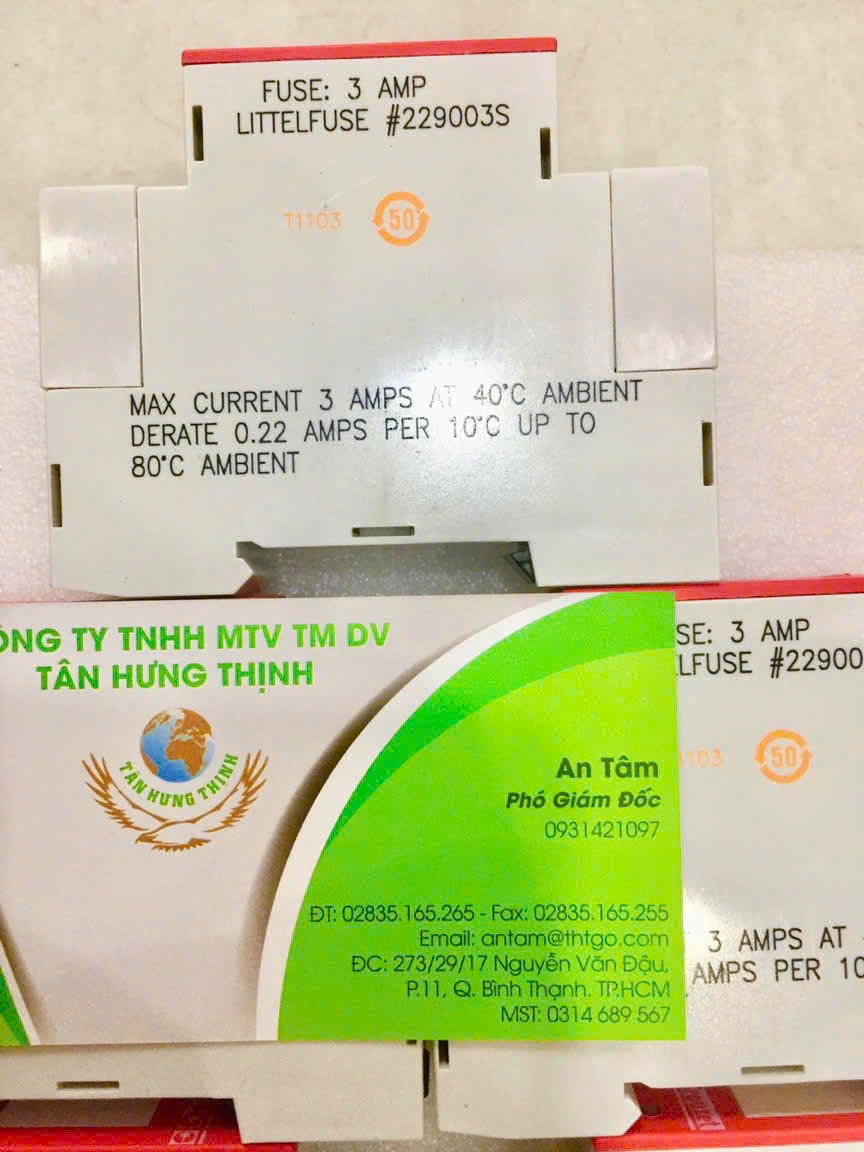 FUSE: 3 AMP
LITTELFUSE #229003S
T1103 50
MAX CURRENT 3 AMPS AT 40°C AMBIENT
DERATE 0.22 AMPS PER 10°C UP TO
80°C AMBIENT
ÔNG TY TNHH MTV TM DV
TÂN HƯNG THỊNH
TAN HUNG THINH
An Tâm
Phó Giám Đốc
0931421097
ĐT: 02835.165.265 - Fax: 02835.165.255
Email: antam@thtgo.com
ĐC: 273/29/17 Nguyễn Văn Đậu,
P.11, Q. Bình Thạnh. TP.HCM
MST: 0314 689 567
SE: 3 AMP
LFUSE #22900
103 50
3 AMPS AT
AMPS PER 10